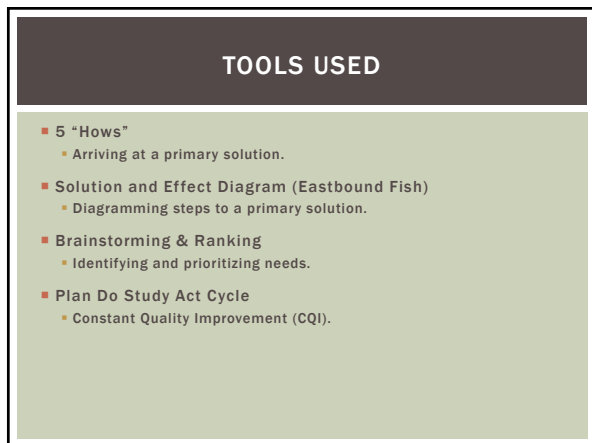 TOOLS USED
5 “Hows”
Arriving at a primary solution.
Solution and Effect Diagram (Eastbound Fish)
Diagramming steps to a primary solution.
Brainstorming & Ranking
Identifying and prioritizing needs.
Plan Do Study Act Cycle
Constant Quality Improvement (CQI).